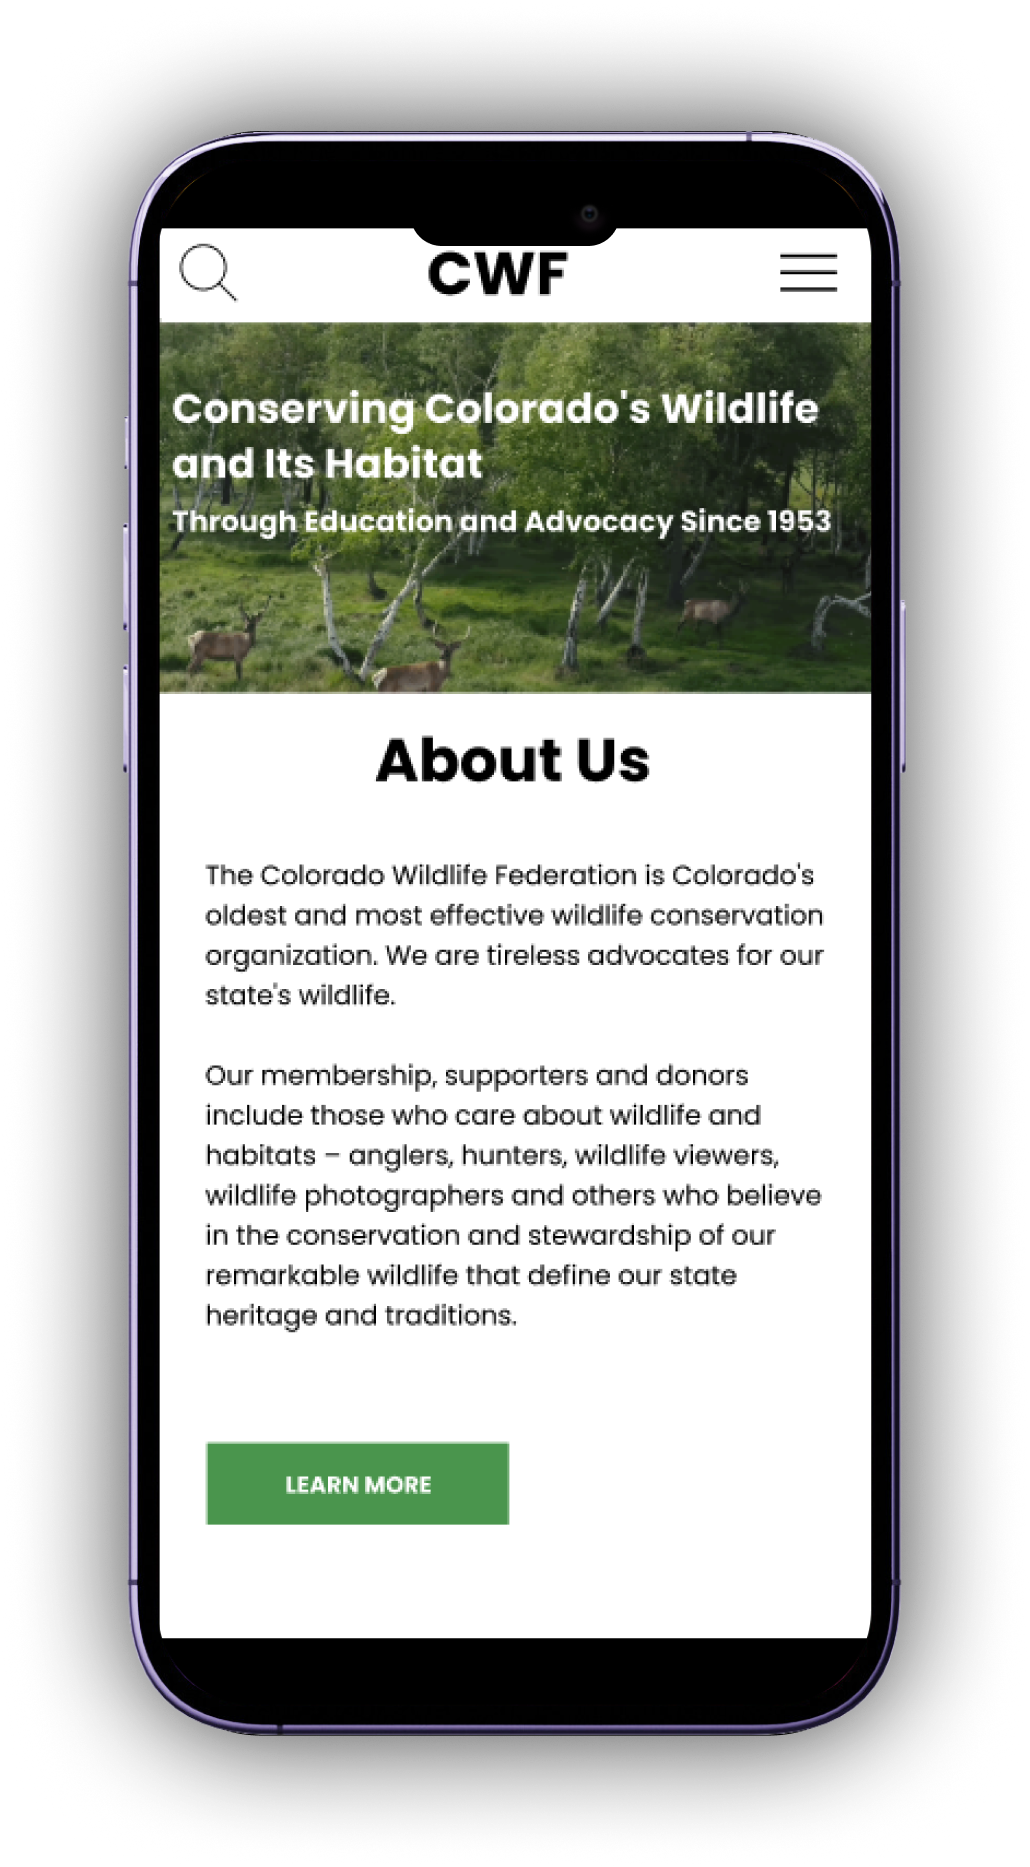 CWF
Conserving Colorado's Wildlife
and Its Habitat
Through Education and Advocacy Since 1953
About Us
The Colorado Wildlife Federation is Colorado's
oldest and most effective wildlife conservation
organization. We are tireless advocates for our
state's wildlife.
Our membership, supporters and donors
include those who care about wildlife and
habitats – anglers, hunters, wildlife viewers,
wildlife photographers and others who believe
in the conservation and stewardship of our
remarkable wildlife that define our state
heritage and traditions.
LEARN MORE